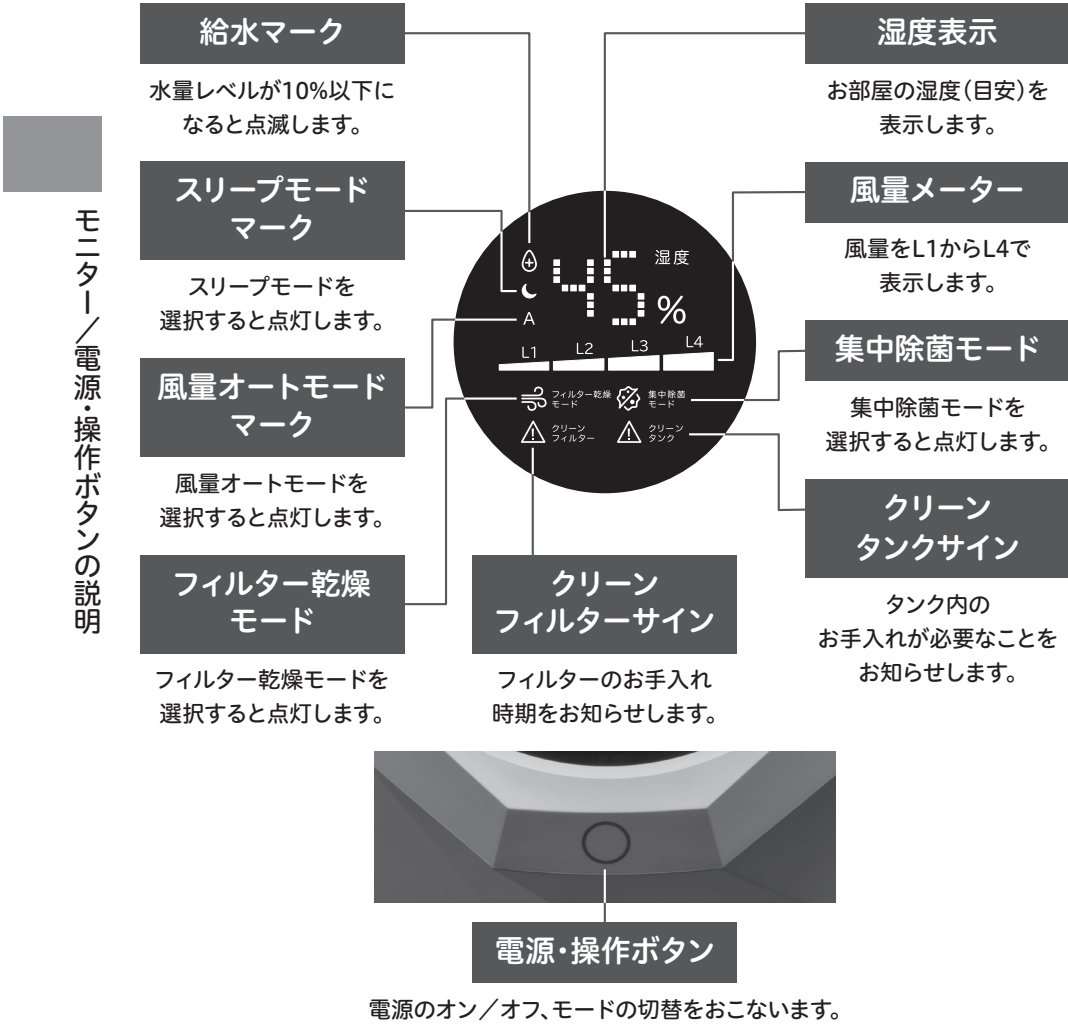 モニター／電源・操作ボタンの説明
給水マーク
水量レベルが10%以下に
なると点滅します。
スリープモード
マーク
スリープモードを
選択すると点灯します。
風量オートモード
マーク
風量オートモードを
選択すると点灯します。
フィルター乾燥
モード
フィルター乾燥モードを
選択すると点灯します。
45
湿度
%
A
L1 L2 L3 L4
フィルター乾燥
モード
集中除菌
モード
クリーン
フィルター
クリーン
タンク
湿度表示
お部屋の湿度（目安）を
表示します。
風量メーター
風量をL1からL4で
表示します。
集中除菌モード
集中除菌モードを
選択すると点灯します。
クリーン
タンクサイン
タンク内の
お手入れが必要なことを
お知らせします。
クリーン
フィルターサイン
フィルターのお手入れ
時期をお知らせします。
電源・操作ボタン
電源のオン／オフ、モードの切替をおこないます。